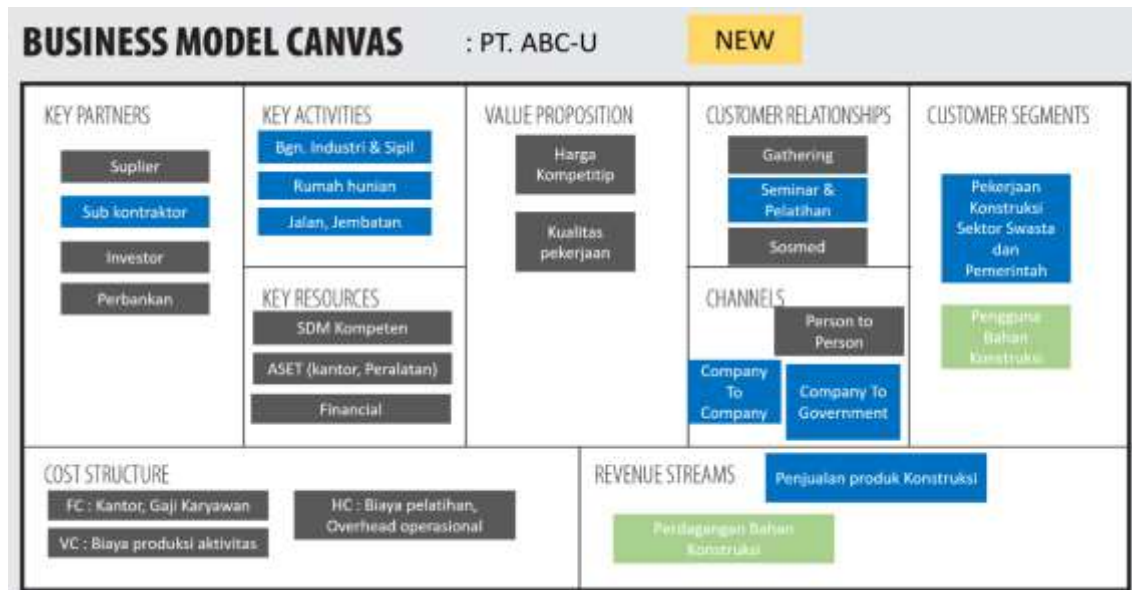 BUSINESS MODEL CANVAS : PT. ABC-U NEW
KEY PARTNERS
Suplier
Sub kontraktor
Investor
Perbankan
KEY ACTIVITIES
Bgn. Industri & Sipil
Rumah hunian
Jalan, Jembatan
KEY RESOURCES
SDM Kompeten
ASET (kantor, Peralatan)
Financial
VALUE PROPOSITION
Harga
Kompetitip
Kualitas
pekerjaan
CUSTOMER RELATIONSHIPS
Gathering
Seminar &
Pelatihan
Sosmed
CHANNELS
Person to
Person
Company
To
Company
Company To
Government
CUSTOMER SEGMENTS
Pekerjaan
Konstruksi
Sektor Swasta
dan
Pemerintah
Pengguna
Bahan
Konstruksi
COST STRUCTURE
FC : Kantor, Gaji Karyawan
VC : Biaya produksi aktivitas
HC : Biaya pelatihan,
Overhead operasional
REVENUE STREAMS
Penjualan produk Konstruksi
Perdagangan Bahan
Konstruksi